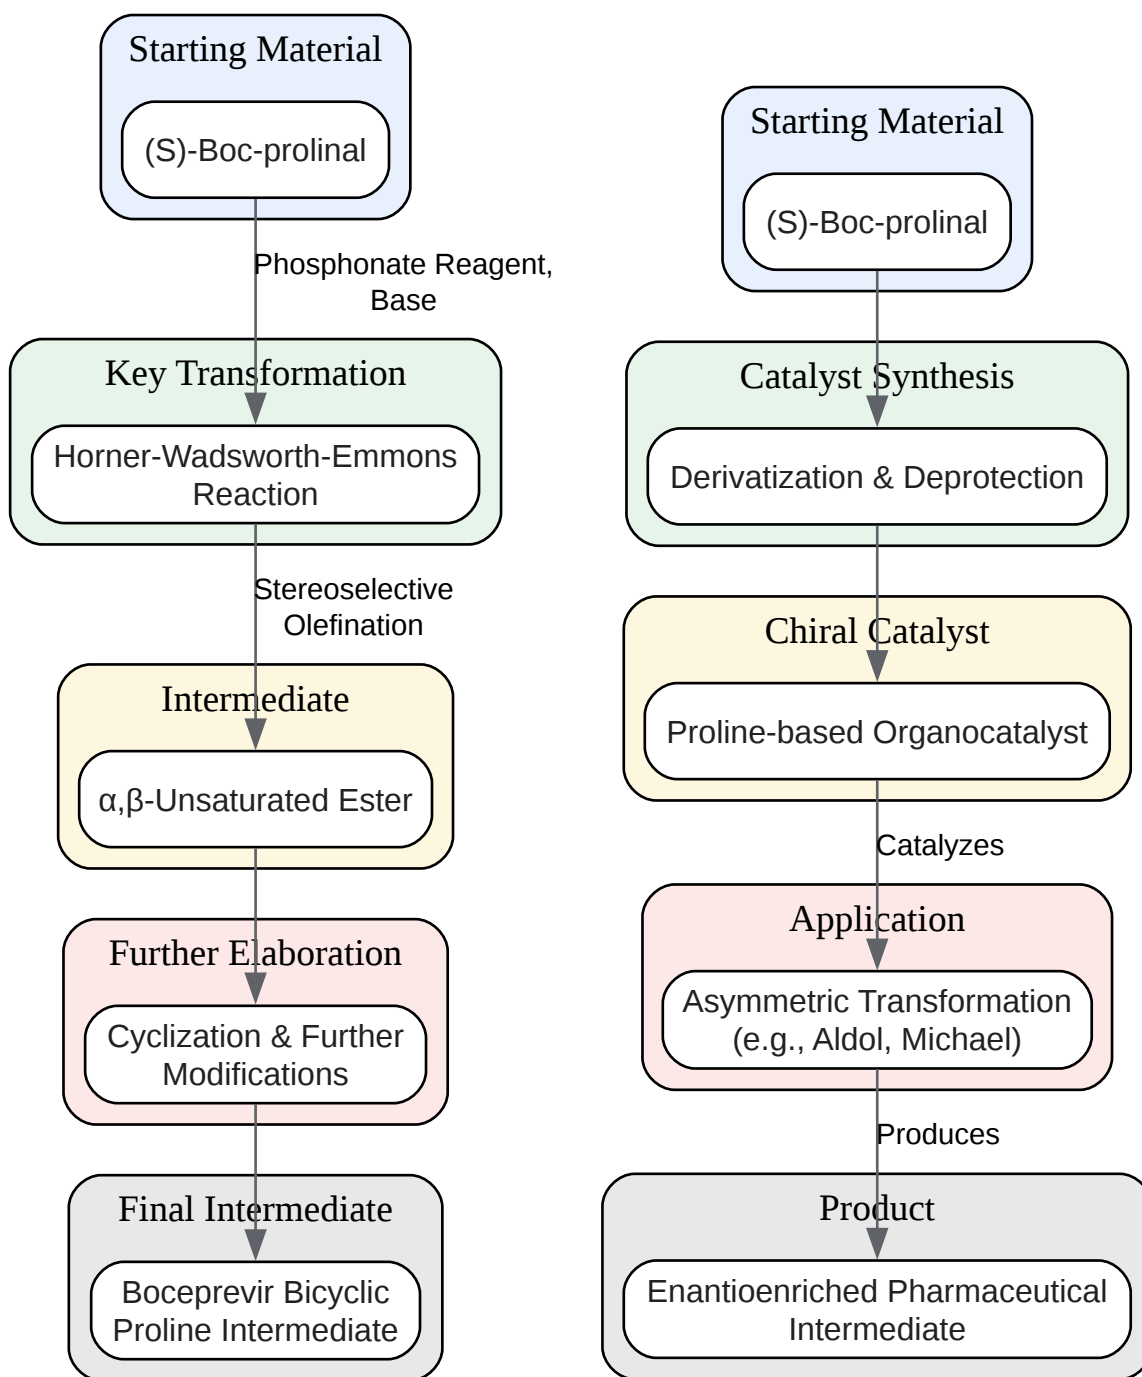 Starting Material
(S)-Boc-prolinal
Phosphonate Reagent,
Base
Key Transformation
Horner-Wadsworth-Emmons
Reaction
Stereoselective
Olefination
Intermediate
α,β-Unsaturated Ester
Further Elaboration
Cyclization & Further
Modifications
Final Intermediate
Boceprevir Bicyclic
Proline Intermediate
Starting Material
(S)-Boc-prolinal
Catalyst Synthesis
Derivatization & Deprotection
Chiral Catalyst
Proline-based Organocatalyst
Catalyzes
Application
Asymmetric Transformation
(e.g., Aldol, Michael)
Produces
Product
Enantioenriched Pharmaceutical
Intermediate